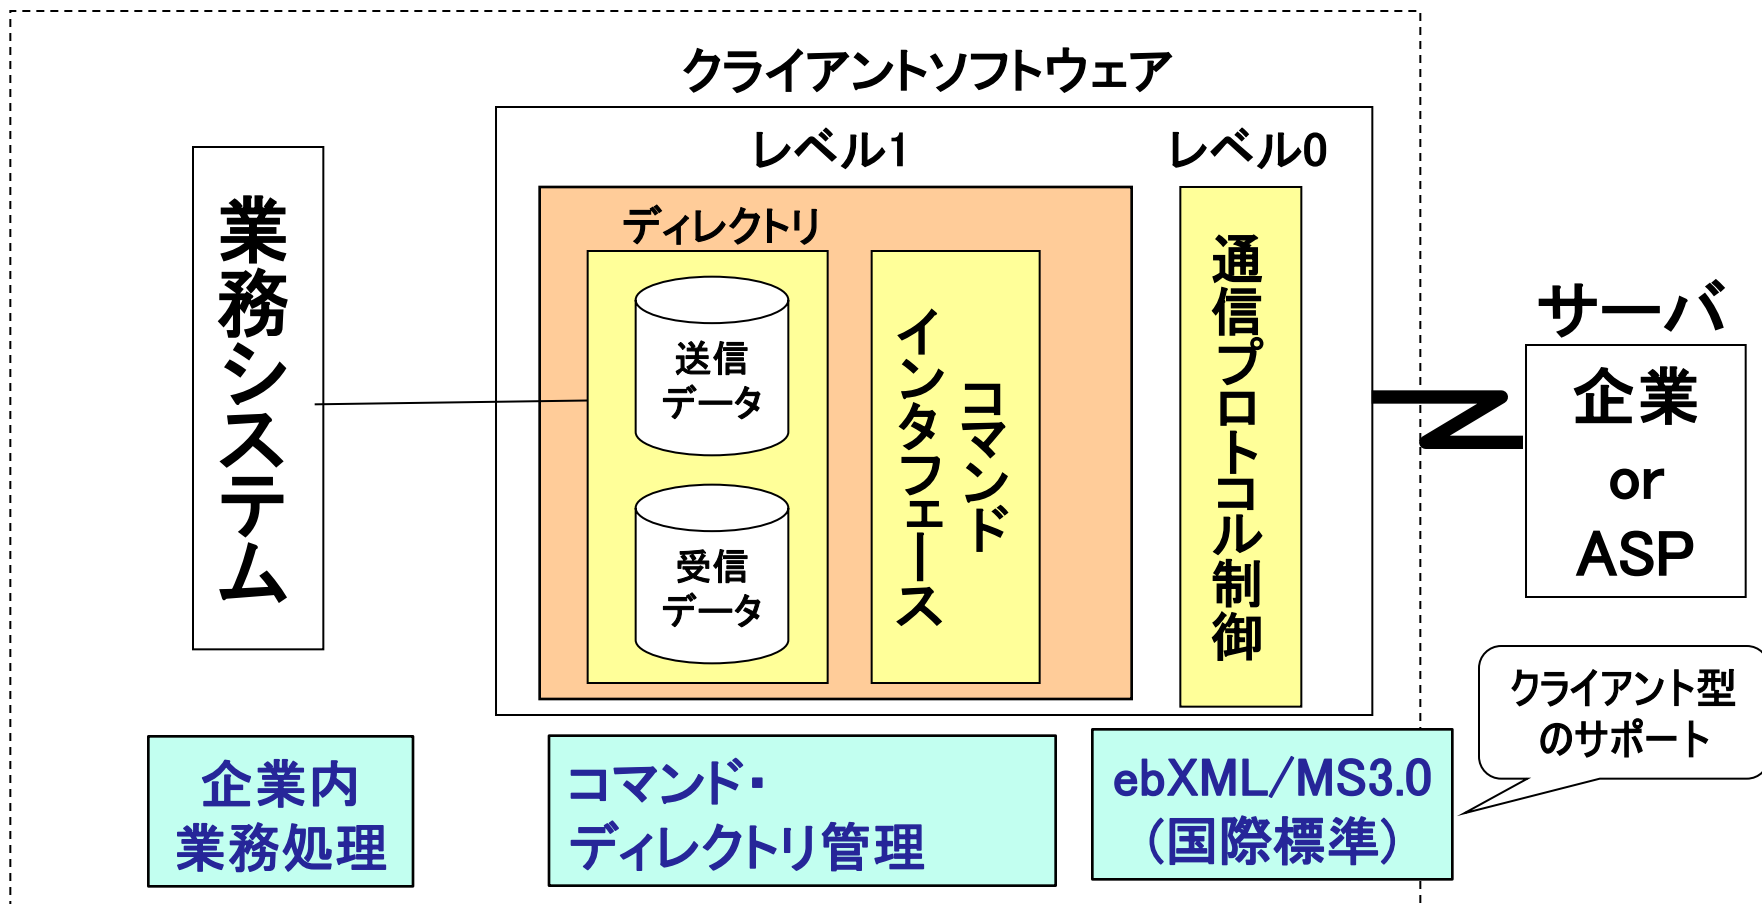 クライアントソフトウェア
レベル1
レベル0
業務システム
ディレクトリ
送信
データ
受信
データ
コマンド
インタフェース
通信プロトコル制御
サーバ
企業
or
ASP
クライアント型
のサポート
企業内
業務処理
コマンド・
ディレクトリ管理
ebXML/MS3.0
(国際標準)